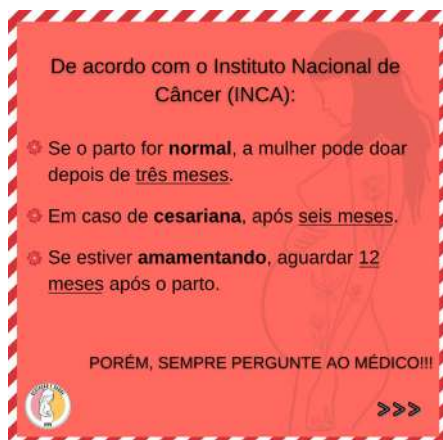 De acordo com o Instituto Nacional de
Câncer (INCA):
Se o parto for normal, a mulher pode doar
depois de três meses.
Em caso de cesariana, após seis meses.
Se estiver amamentando, aguardar 12
meses após o parto.
PORÉM, SEMPRE PERGUNTE AO MÉDICO!!!
>>>